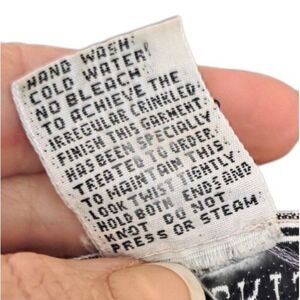 HAND WASH!
COLD WATER!
NO BLEACH!
TO ACHIEVE THE
IRREGULAR CRINKLED!
FINISH THIS GARMENT
HAS BEEN SPECIALLY
TREATED TO ORDER.
TO MAINTAIN THIS
LOOK TWIST TIGHTLY
HOLD BOTH ENDS AND
KNOT DO NOT
PRESS OR STEAM